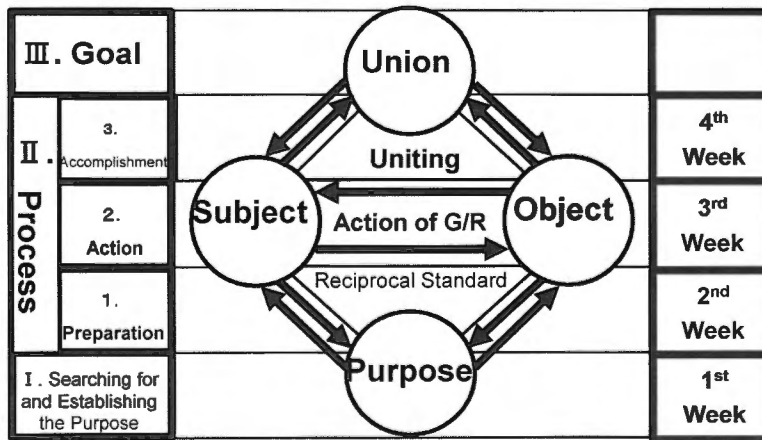 Ⅲ. Goal
Union
3.
Accomplishment
Uniting
4th
Week
Ⅱ. Process
Subject
Object
2.
Action
Action of G/R
3rd
Week
Reciprocal Standard
1.
Preparation
2nd
Week
Purpose
Ⅰ. Searching for
and Establishing
the Purpose
1st
Week